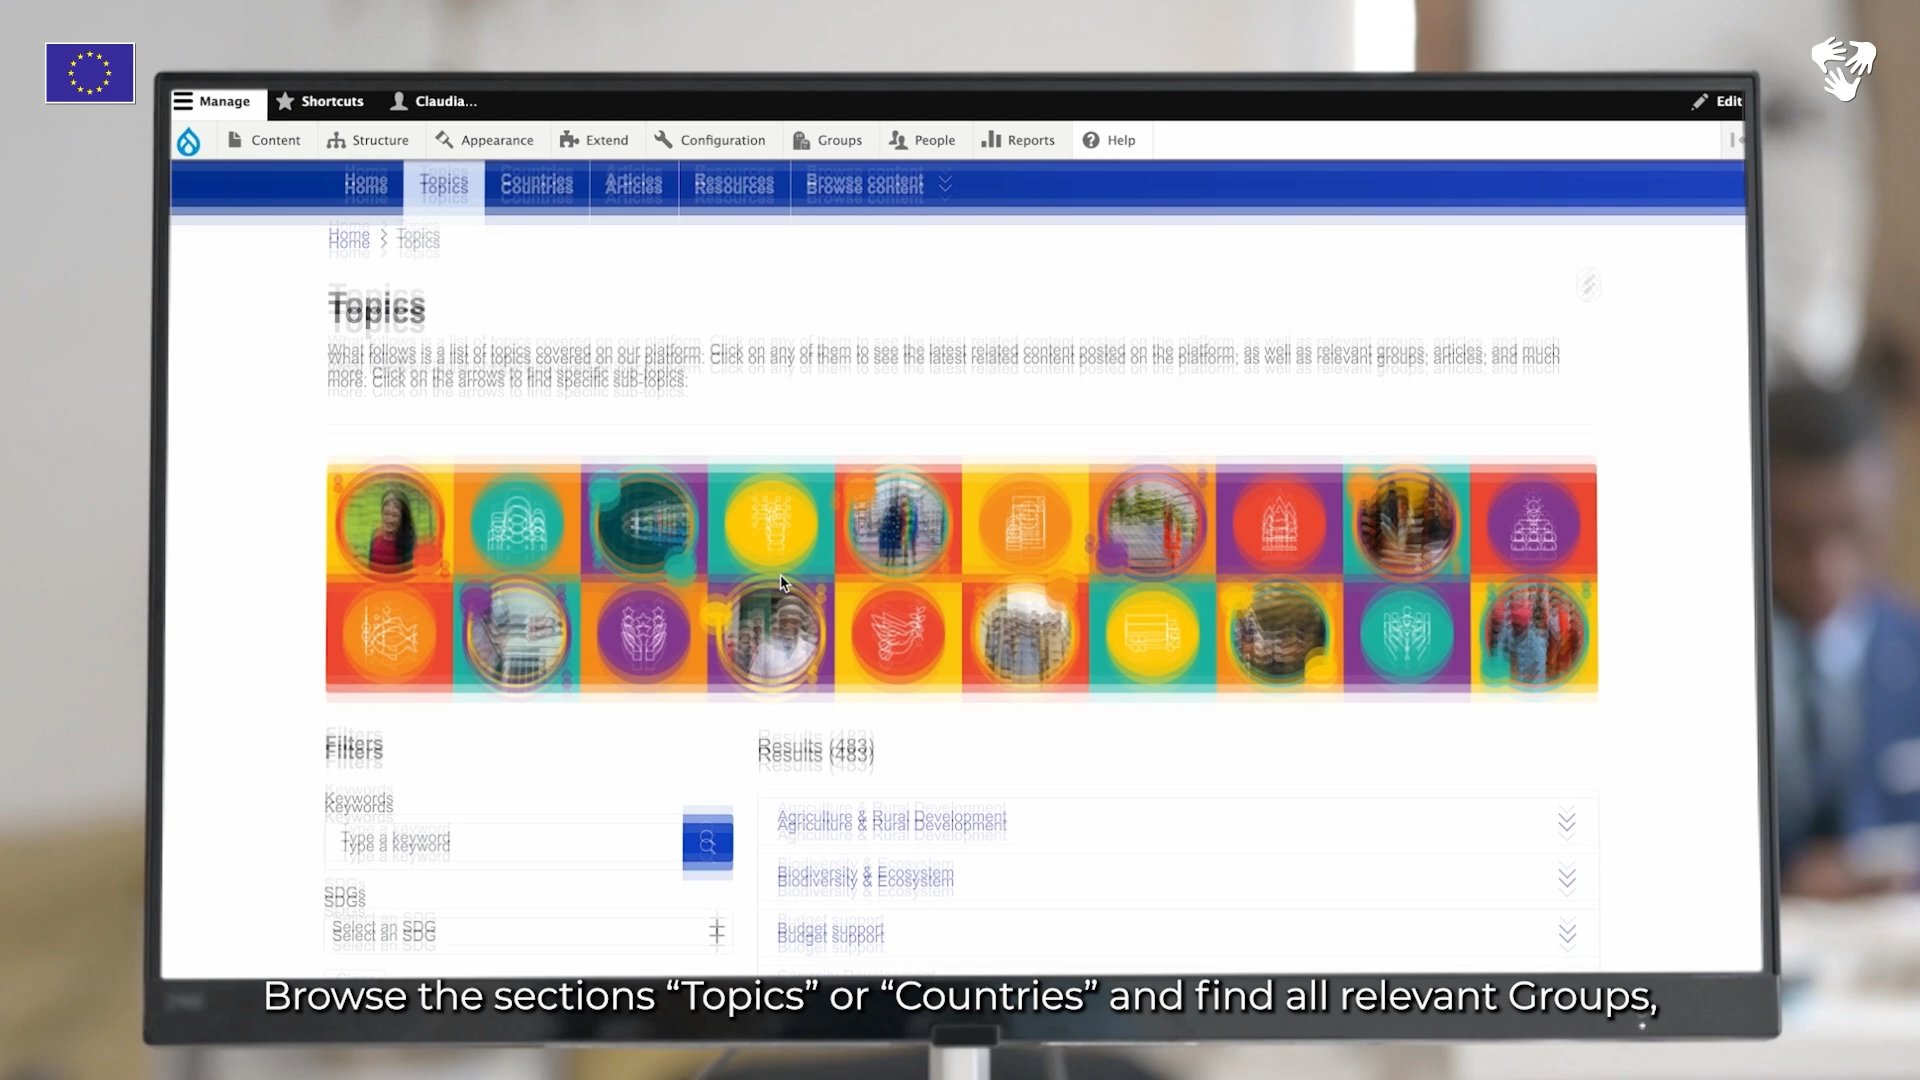 Manage Shortcuts Claudia... Edit
Content Structure Appearance Extend Configuration Groups People Reports Help
Home Topics Countries Articles Resources Browse content
Home > Topics
Topics
What follows is a list of topics covered on our platform. Click on any of them to see the latest related content posted on the platform, as well as relevant groups, articles, and much
more. Click on the arrows to find specific sub-topics.
Filters
Results (483)
Keywords
Type a keyword
SDGs
Select an SDG
Agriculture & Rural Development
Biodiversity & Ecosystem
Budget support
Browse the sections “Topics” or “Countries” and find all relevant Groups,